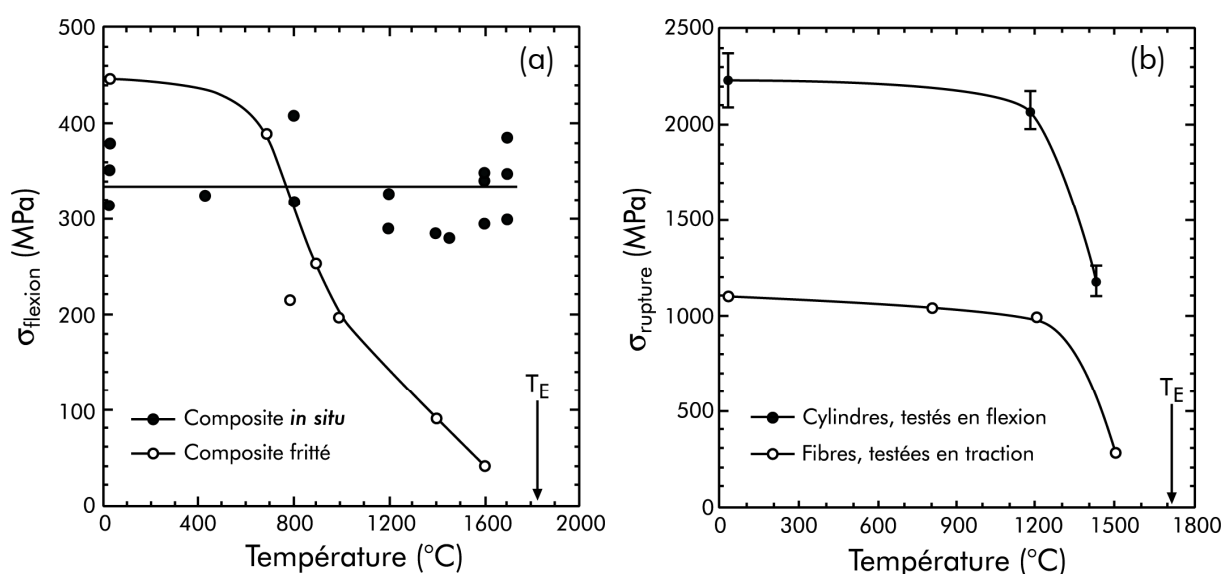 (a)
σflexion (MPa)
500
400
300
200
100
0
TE
Composite in situ
Composite fritté
0 400 800 1200 1600 2000
Température (°C)
(b)
σrupture (MPa)
2500
2000
1500
1000
500
0
TE
Cylindres, testés en flexion
Fibres, testées en traction
0 300 600 900 1200 1500 1800
Température (°C)